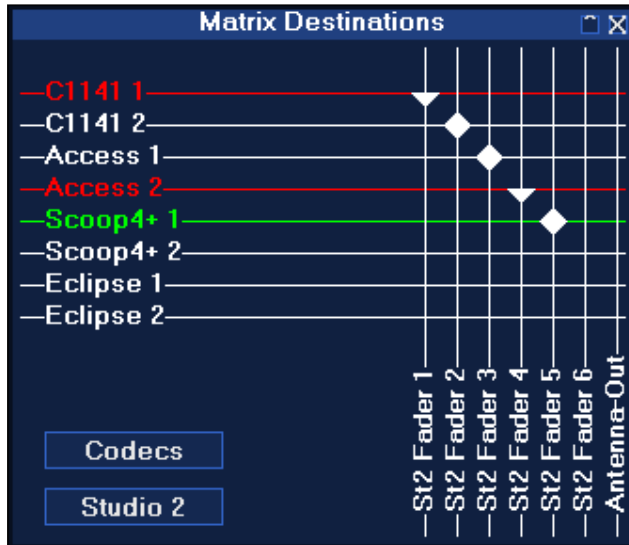 Matrix Destinations
C1141 1
C1141 2
Access 1
Access 2
Scoop4+ 1
Scoop4+ 2
Eclipse 1
Eclipse 2
St2 Fader 1
St2 Fader 2
St2 Fader 3
St2 Fader 4
St2 Fader 5
St2 Fader 6
Antenna-Out
Codecs
Studio 2